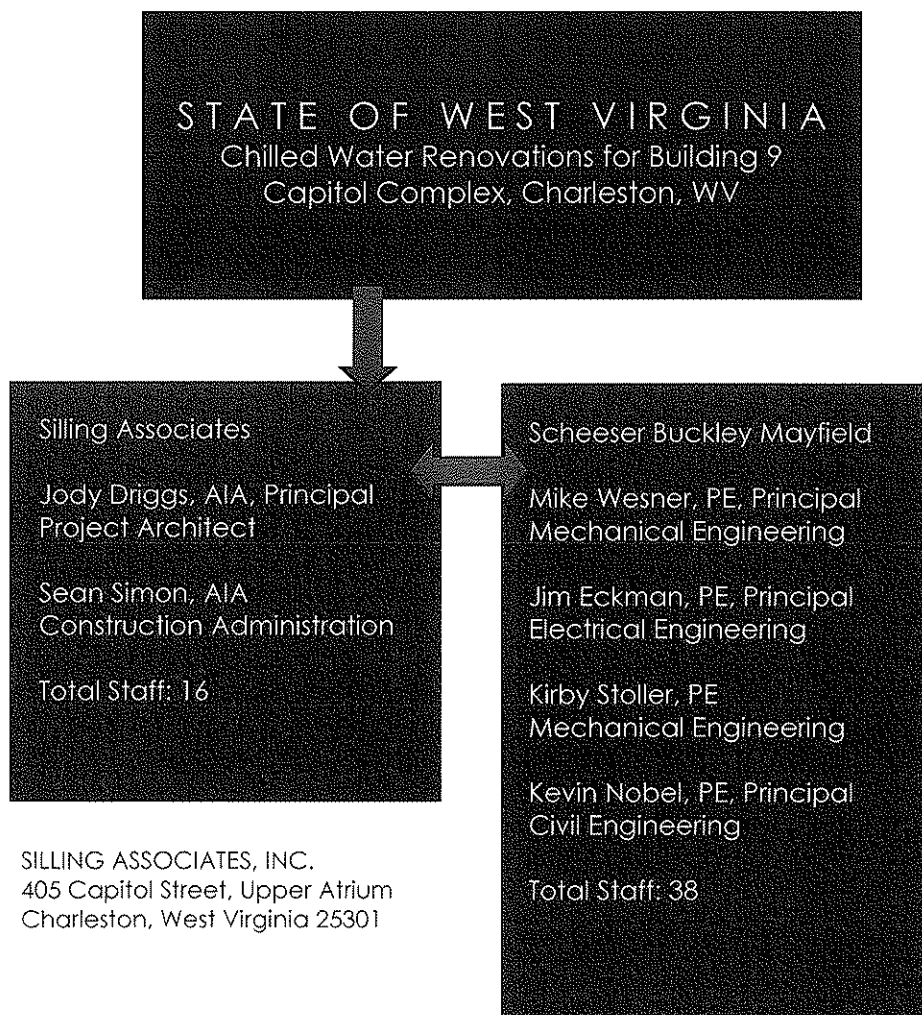 STATE OF WEST VIRGINIA
Chilled Water Renovations for Building 9
Capitol Complex, Charleston, WV
Silling Associates
Jody Driggs, AIA, Principal
Project Architect
Sean Simon, AIA
Construction Administration
Total Staff: 16
SILLING ASSOCIATES, INC.
405 Capitol Street, Upper Atrium
Charleston, West Virginia 25301
Scheeser Buckley Mayfield
Mike Wesner, PE, Principal
Mechanical Engineering
Jim Eckman, PE, Principal
Electrical Engineering
Kirby Stoller, PE
Mechanical Engineering
Kevin Nobel, PE, Principal
Civil Engineering
Total Staff: 38